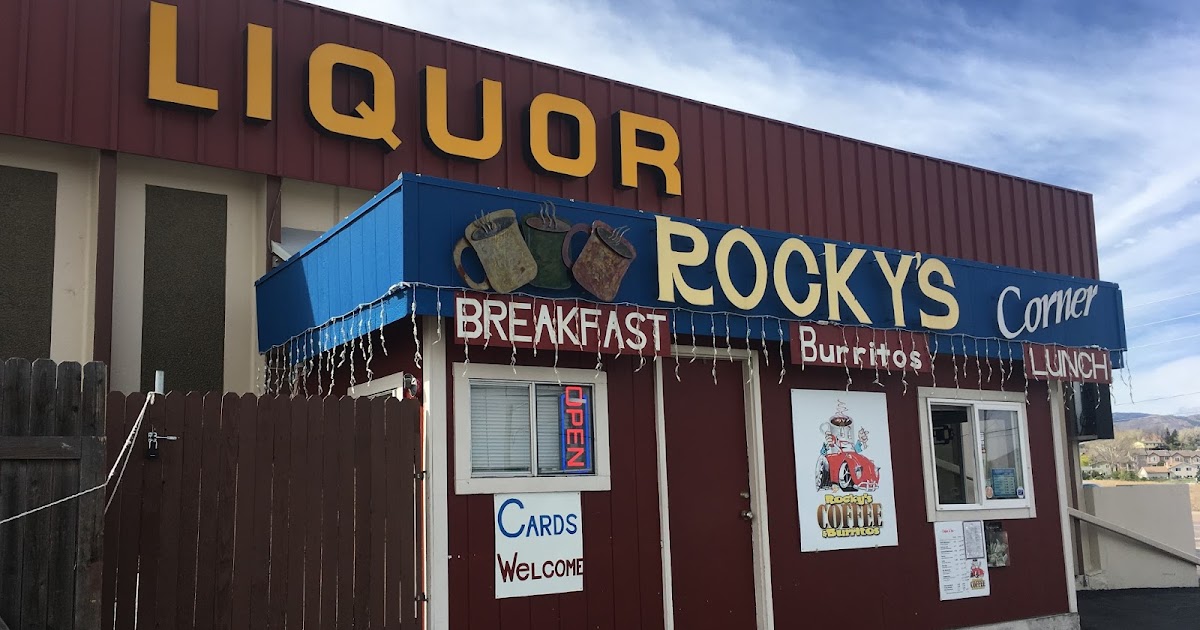 LIQUOR
ROCKY'S Corner
BREAKFAST
Burritos
LUNCH
OPEN
CARDS
WELCOME
Rocky's
COFFEE
& Burritos